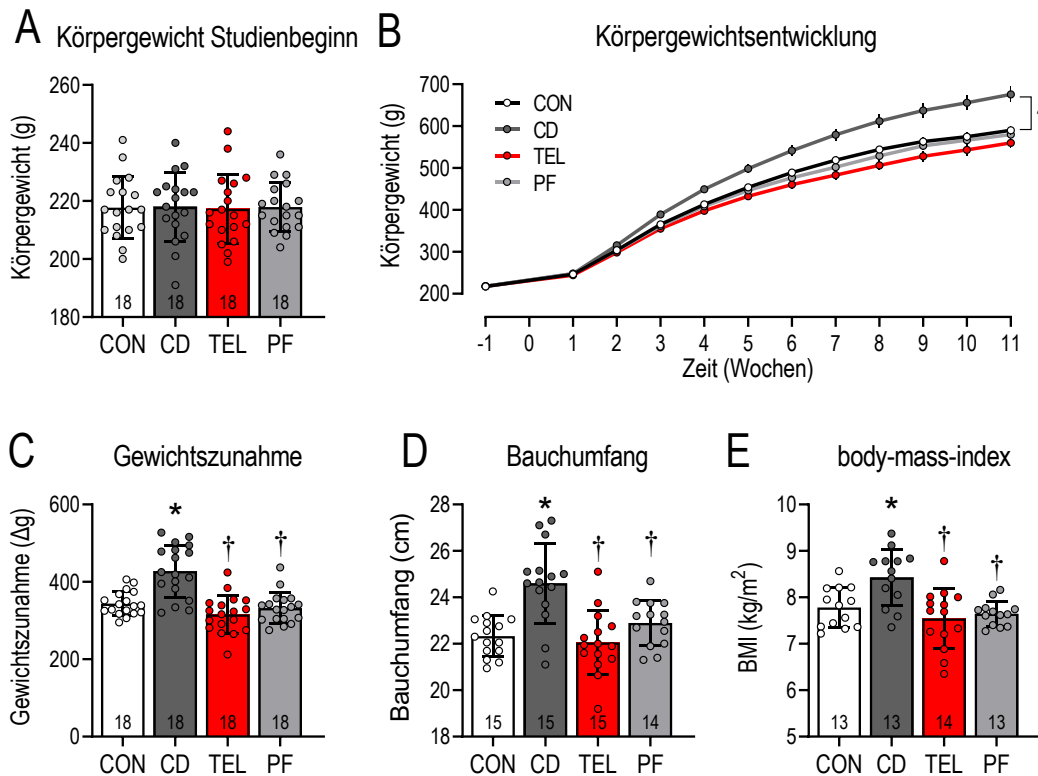 A Körpergewicht Studienbeginn
Körpergewicht (g)
260
240
220
200
180
18 18 18 18
CON CD TEL PF
B Körpergewichtsentwicklung
Körpergewicht (g)
700
600
500
400
300
200
CON
CD
TEL
PF
-1 0 1 2 3 4 5 6 7 8 9 10 11
Zeit (Wochen)
C Gewichtszunahme
Gewichtszunahme (Δg)
600
400
200
0
* † †
18 18 18 18
CON CD TEL PF
D Bauchumfang
Bauchumfang (cm)
28
26
24
22
20
18
* † †
15 15 15 14
CON CD TEL PF
E body-mass-index
BMI (kg/m²)
10
9
8
7
6
5
* † †
13 13 14 13
CON CD TEL PF